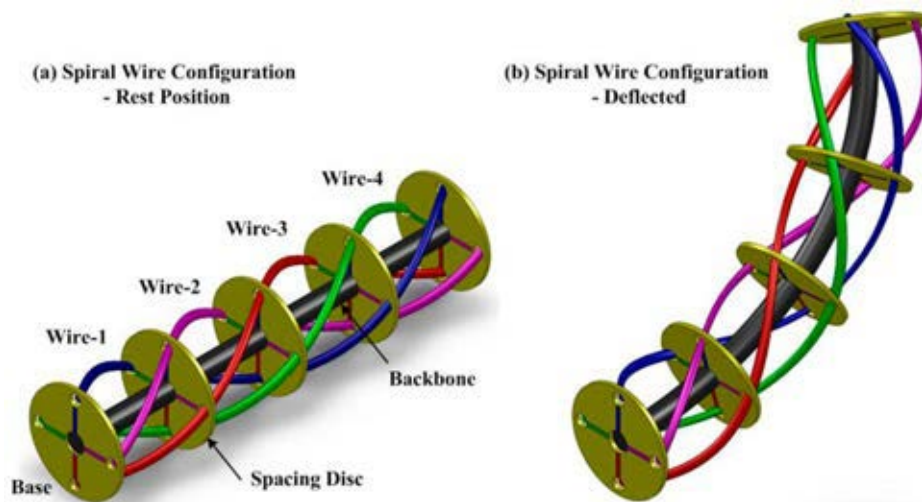 (a) Spiral Wire Configuration
- Rest Position
(b) Spiral Wire Configuration
- Deflected
Wire-4
Wire-3
Wire-2
Wire-1
Backbone
Spacing Disc
Base